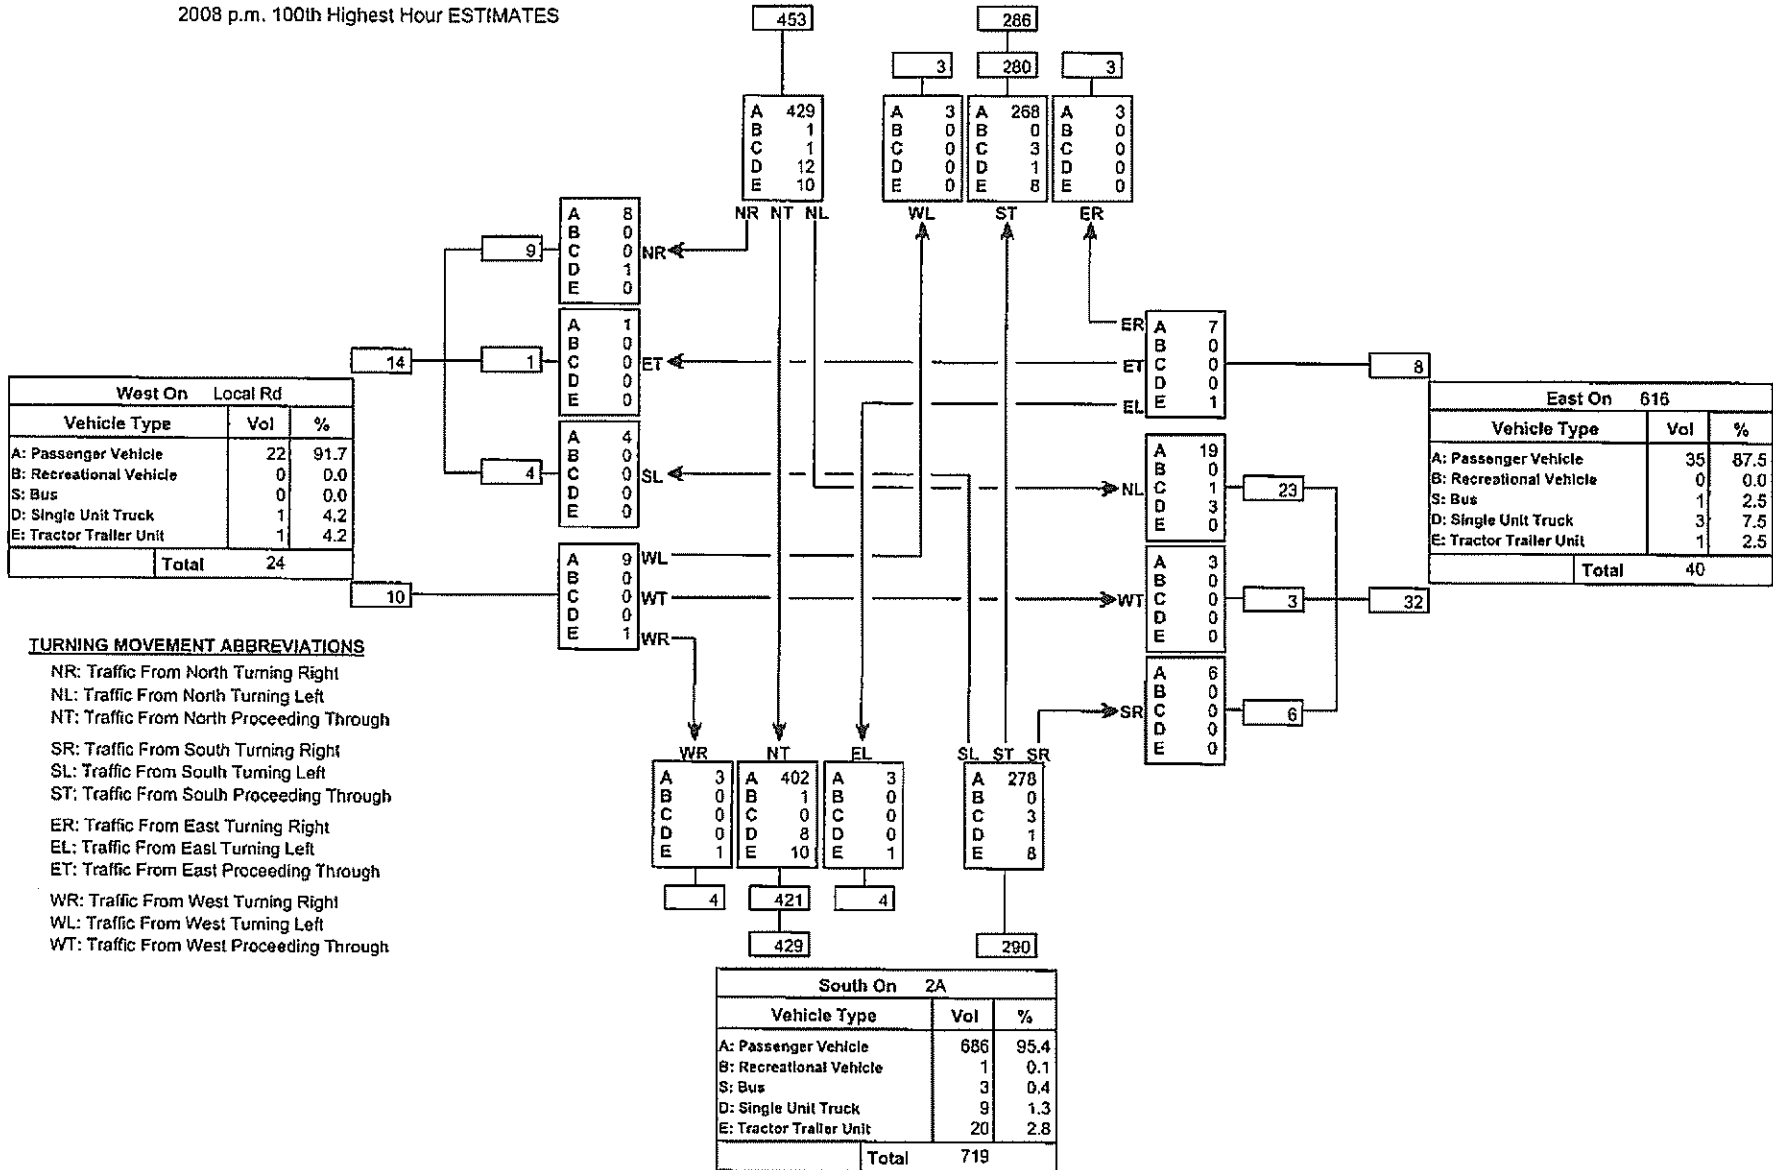 2008 p.m. 100th Highest Hour ESTIMATES
453
286
3
280
3
A 429
B 1
C 1
D 12
E 10
A 3
B 0
C 0
D 0
E 0
A 268
B 0
C 3
D 1
E 8
A 3
B 0
C 0
D 0
E 0
NR NT NL
WL
ST
ER
A 8
B 0
C 0
D 1
E 0
9
NR
A 1
B 0
C 0
D 0
E 0
14
1
ET
A 4
B 0
C 0
D 0
E 0
4
SL
ER
ET
EL
A 7
B 0
C 0
D 0
E 1
8
West On Local Rd
Vehicle Type Vol %
A: Passenger Vehicle 22 91.7
B: Recreational Vehicle 0 0.0
S: Bus 0 0.0
D: Single Unit Truck 1 4.2
E: Tractor Trailer Unit 1 4.2
Total 24
East On 616
Vehicle Type Vol %
A: Passenger Vehicle 35 87.5
B: Recreational Vehicle 0 0.0
S: Bus 1 2.5
D: Single Unit Truck 3 7.5
E: Tractor Trailer Unit 1 2.5
Total 40
NL
A 19
B 0
C 1
D 3
E 0
23
10
A 9
B 0
C 0
D 0
E 1
WL
WT
WR
WT
A 3
B 0
C 0
D 0
E 0
3
32
SR
A 6
B 0
C 0
D 0
E 0
6
TURNING MOVEMENT ABBREVIATIONS
NR: Traffic From North Turning Right
NL: Traffic From North Turning Left
NT: Traffic From North Proceeding Through
SR: Traffic From South Turning Right
SL: Traffic From South Turning Left
ST: Traffic From South Proceeding Through
ER: Traffic From East Turning Right
EL: Traffic From East Turning Left
ET: Traffic From East Proceeding Through
WR: Traffic From West Turning Right
WL: Traffic From West Turning Left
WT: Traffic From West Proceeding Through
WR
NT
EL
SL ST SR
A 3
B 0
C 0
D 0
E 1
A 402
B 1
C 0
D 8
E 10
A 3
B 0
C 0
D 0
E 1
A 278
B 0
C 3
D 1
E 8
4
421
4
429
290
South On 2A
Vehicle Type Vol %
A: Passenger Vehicle 686 95.4
B: Recreational Vehicle 1 0.1
S: Bus 3 0.4
D: Single Unit Truck 9 1.3
E: Tractor Trailer Unit 20 2.8
Total 719